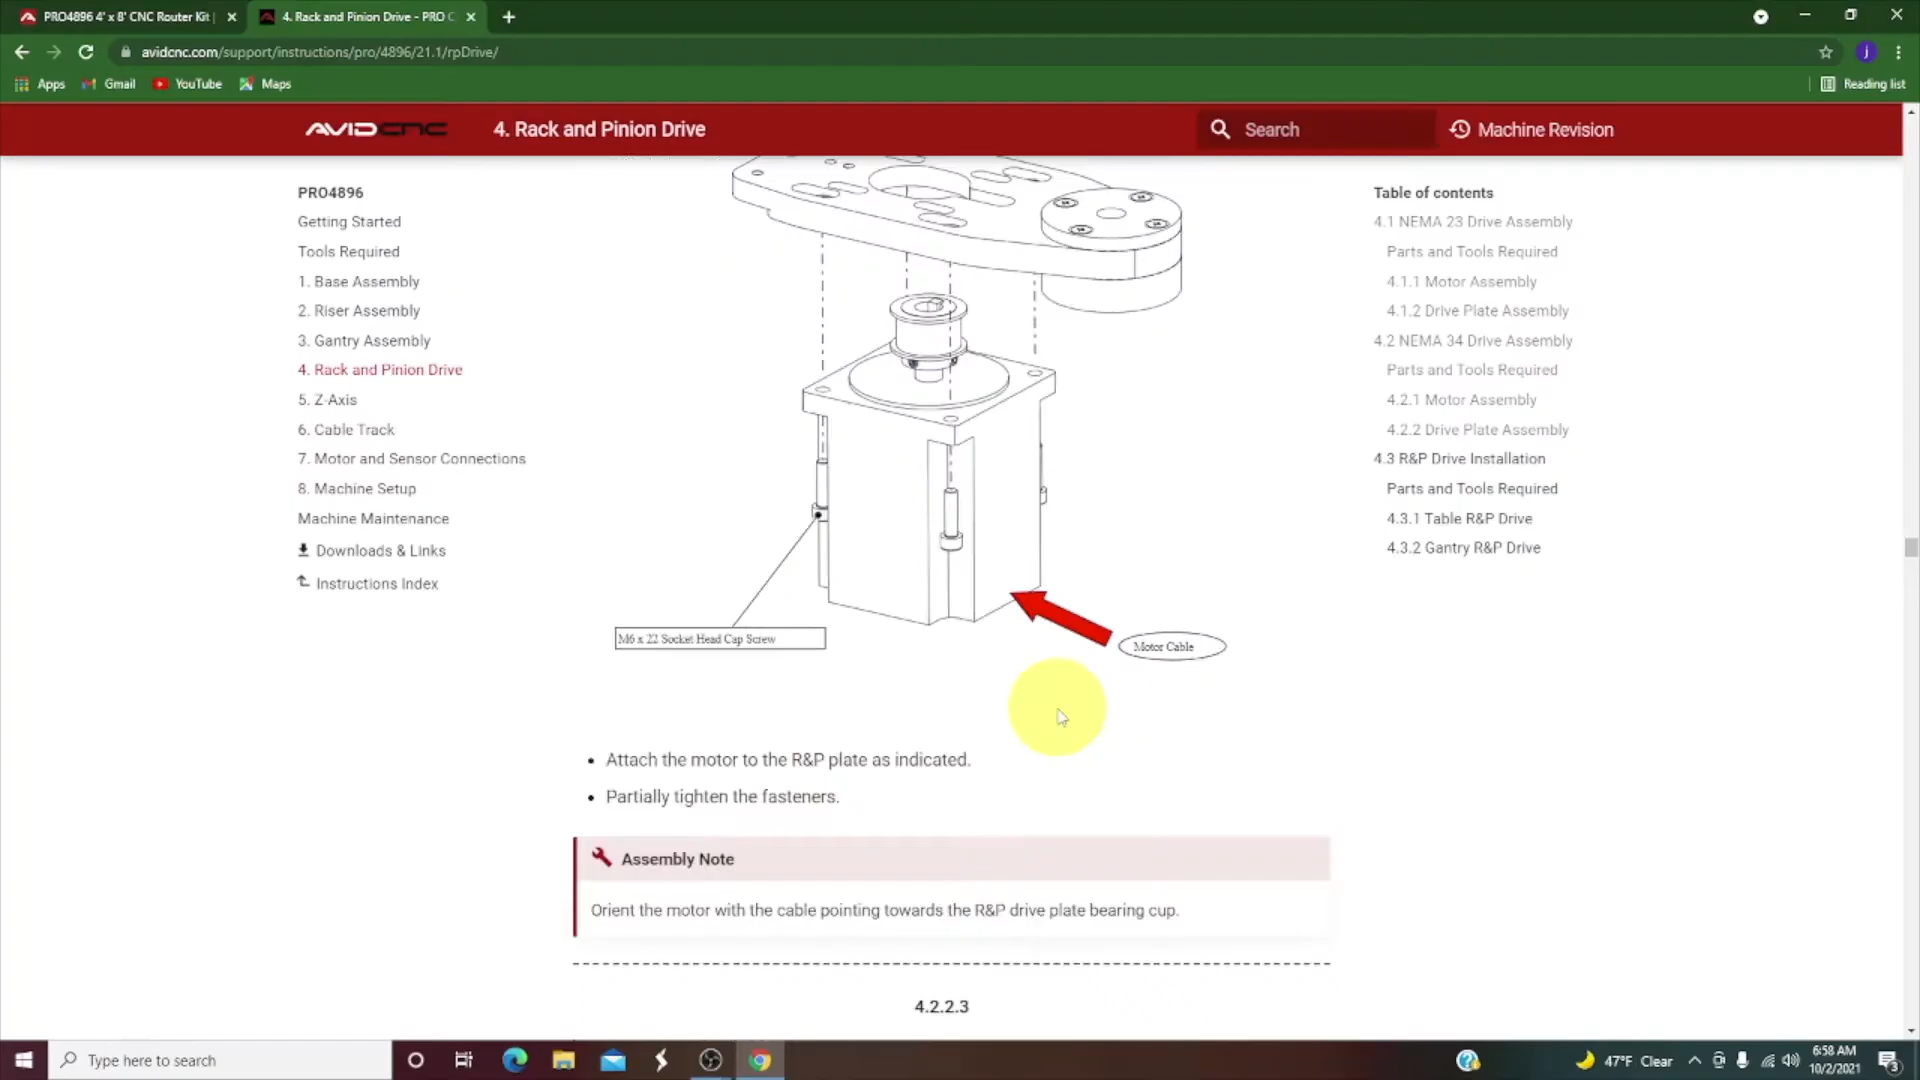 PRO4896 4' x 8' CNC Router Kit |
4. Rack and Pinion Drive - PRO C
avidcnc.com/support/instructions/pro/4896/21.1/rpDrive/
j
Apps
Gmail
YouTube
Maps
Reading list
AVIDCNC
4. Rack and Pinion Drive
Search
Machine Revision
PRO4896
Getting Started
Tools Required
1. Base Assembly
2. Riser Assembly
3. Gantry Assembly
4. Rack and Pinion Drive
5. Z-Axis
6. Cable Track
7. Motor and Sensor Connections
8. Machine Setup
Machine Maintenance
Downloads & Links
Instructions Index
M6 x 22 Socket Head Cap Screw
Motor Cable
Attach the motor to the R&P plate as indicated.
Partially tighten the fasteners.
Assembly Note
Orient the motor with the cable pointing towards the R&P drive plate bearing cup.
4.2.2.3
Table of contents
4.1 NEMA 23 Drive Assembly
Parts and Tools Required
4.1.1 Motor Assembly
4.1.2 Drive Plate Assembly
4.2 NEMA 34 Drive Assembly
Parts and Tools Required
4.2.1 Motor Assembly
4.2.2 Drive Plate Assembly
4.3 R&P Drive Installation
Parts and Tools Required
4.3.1 Table R&P Drive
4.3.2 Gantry R&P Drive
Type here to search
47°F Clear
6:58 AM
10/2/2021
3